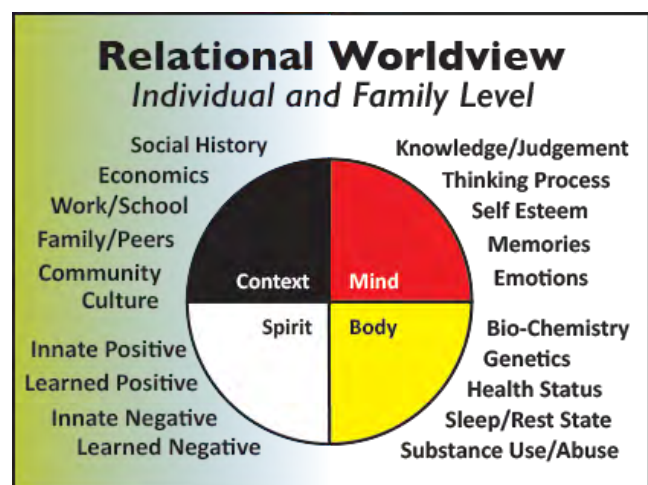 Relational Worldview
Individual and Family Level
Social History
Economics
Work/School
Family/Peers
Community
Culture
Context
Knowledge/Judgement
Thinking Process
Self Esteem
Memories
Emotions
Mind
Innate Positive
Learned Positive
Innate Negative
Learned Negative
Spirit
Body
Bio-Chemistry
Genetics
Health Status
Sleep/Rest State
Substance Use/Abuse